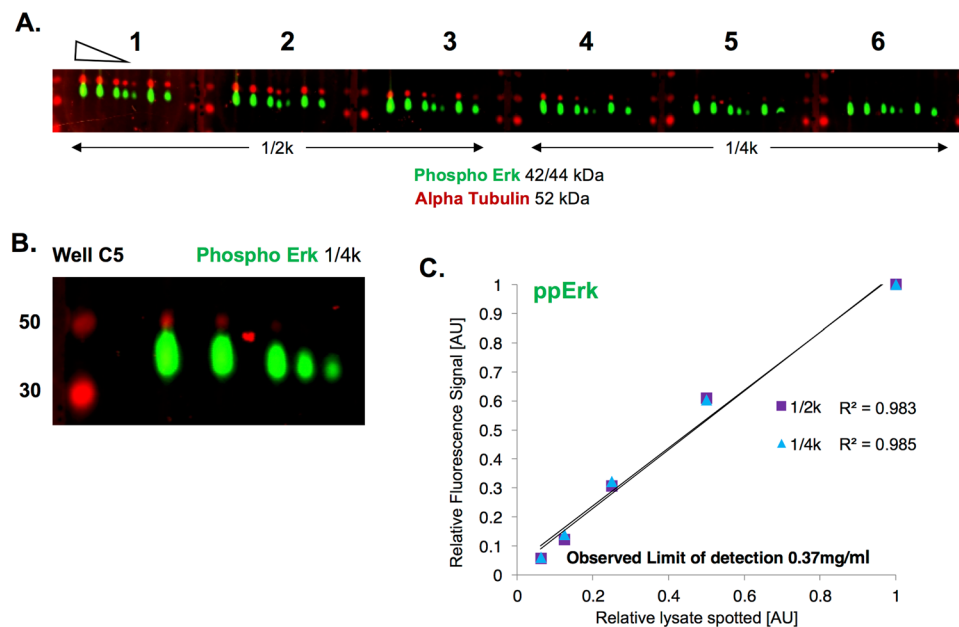 A.
1 2 3 4 5 6
1/2k 1/4k
Phospho Erk 42/44 kDa
Alpha Tubulin 52 kDa
B.
Well C5 Phospho Erk 1/4k
50
30
C.
ppErk
Relative Fluorescence Signal [AU]
1
0.9
0.8
0.7
0.6
0.5
0.4
0.3
0.2
0.1
0
1/2k R² = 0.983
1/4k R² = 0.985
Observed Limit of detection 0.37mg/ml
0 0.2 0.4 0.6 0.8 1
Relative lysate spotted [AU]